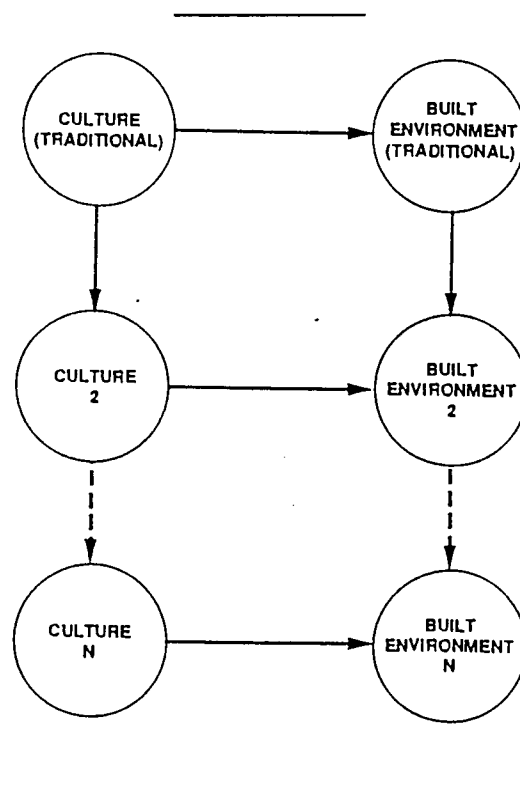 CULTURE
(TRADITIONAL)
BUILT
ENVIRONMENT
(TRADITIONAL)
CULTURE
2
BUILT
ENVIRONMENT
2
CULTURE
N
BUILT
ENVIRONMENT
N